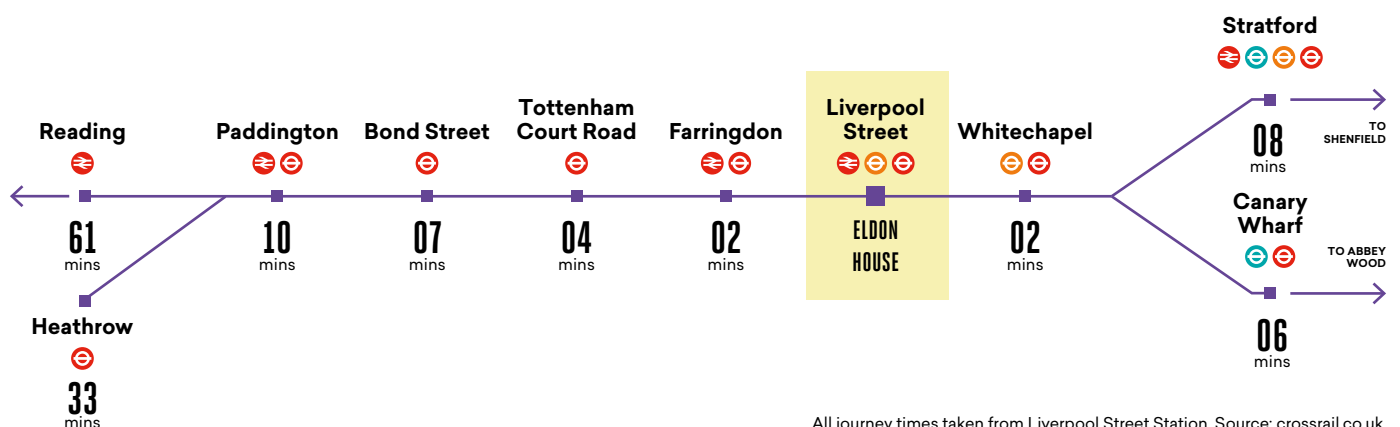 Stratford
Reading
Paddington
Bond Street
Tottenham
Court Road
Farringdon
Liverpool
Street
Whitechapel
TO
SHENFIELD
08
mins
61
mins
10
mins
07
mins
04
mins
02
mins
ELDON
HOUSE
02
mins
Canary
Wharf
TO ABBEY
WOOD
06
mins
Heathrow
33
mins
All journey times taken from Liverpool Street Station. Source: crossrail.co.uk